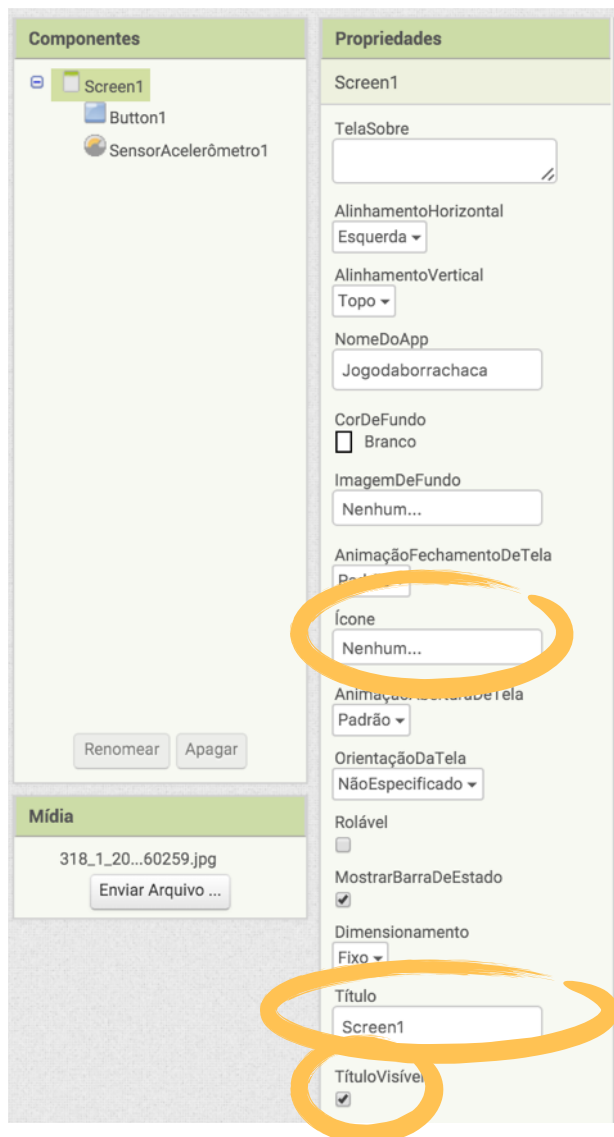 Componentes
Screen1
Button1
SensorAcelerômetro1
Renomear Apagar
Mídia
318_1_20...60259.jpg
Enviar Arquivo ...
Propriedades
Screen1
TelaSobre
AlinhamentoHorizontal
Esquerda
AlinhamentoVertical
Topo
NomeDoApp
Jogodaborrachaca
CorDeFundo
Branco
ImagemDeFundo
Nenhum...
AnimaçãoFechamentoDeTela
Ícone
Nenhum...
AnimaçãoAberturaDeTela
Padrão
OrientaçãoDaTela
NãoEspecificado
Rolável
MostrarBarraDeEstado
Dimensionamento
Fixo
Título
Screen1
TítuloVisível